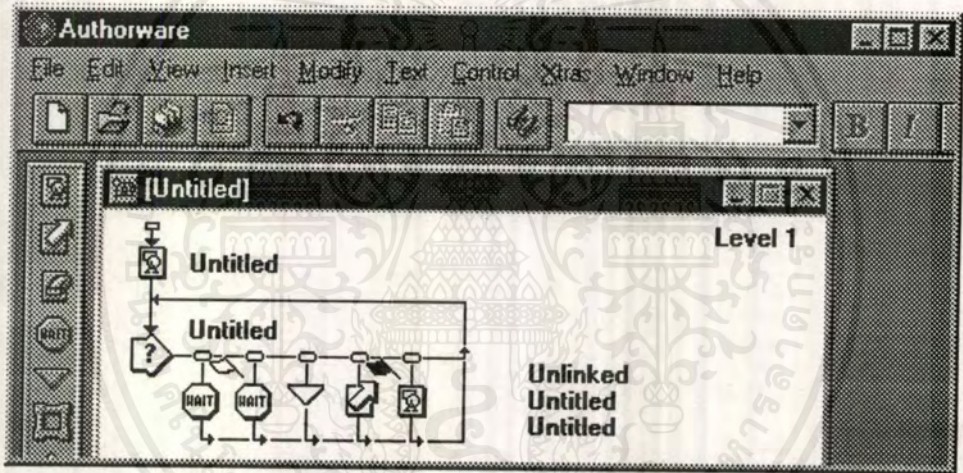 Authorware
File Edit View Insert Modify Text Control Xtras Window Help
B I
[Untitled]
Level 1
Untitled
Untitled
?
WAIT WAIT
WAIT
Unlinked
Untitled
Untitled